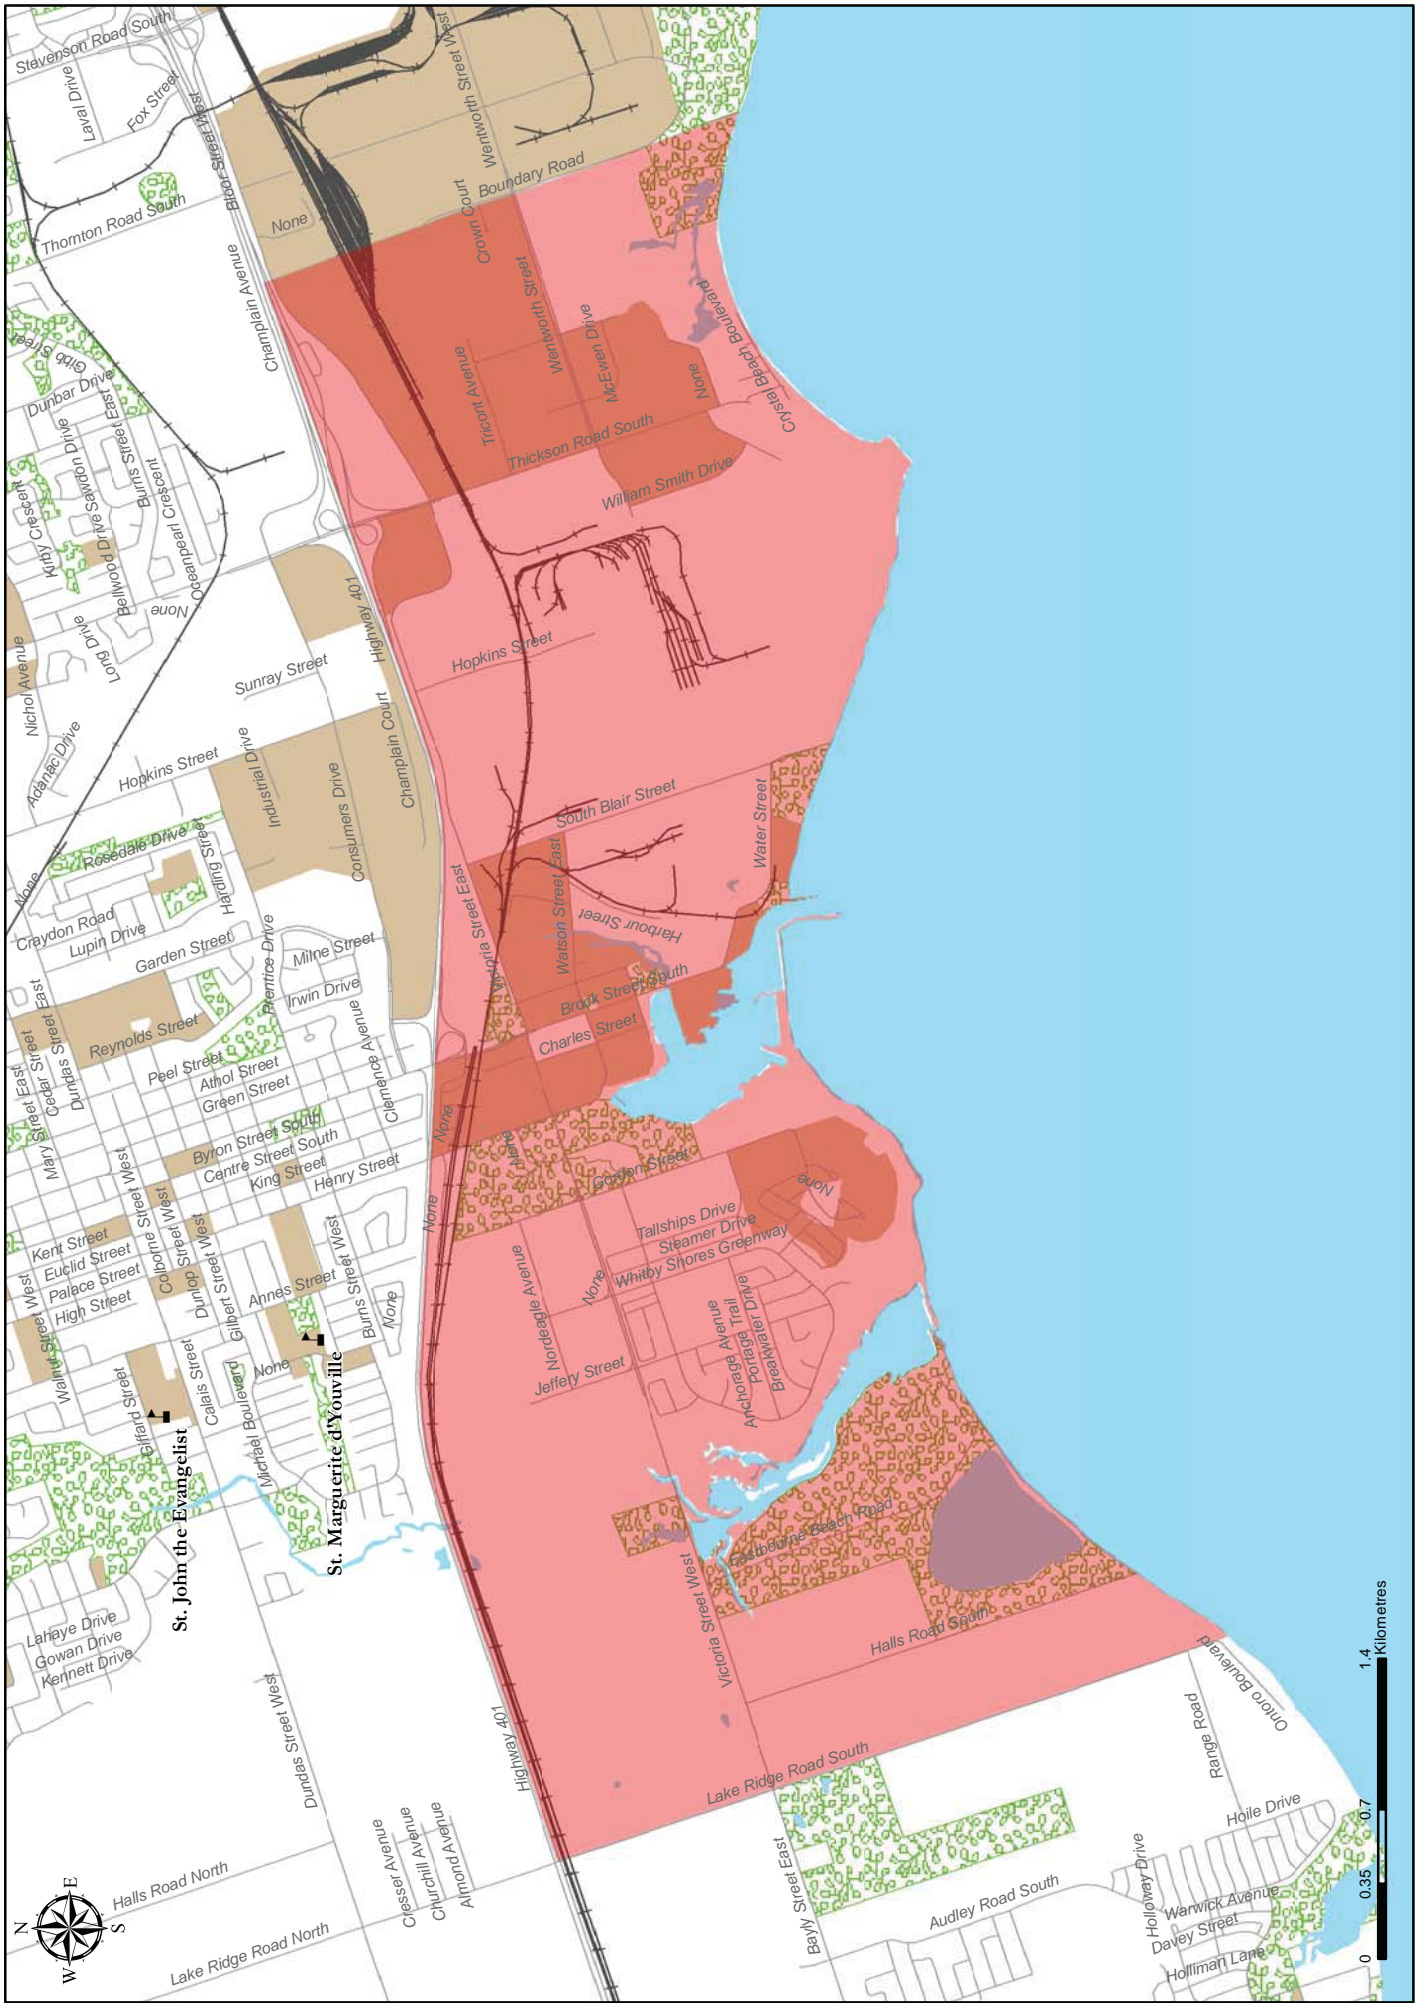 Stevenson Road South
Laval Drive
Fox Street
Bloor Street West
Wentworth Street West
Thornton Road South
None
Boundary Road
Crown Court
Champlain Avenue
Gibb Street
Dunbar Drive
Wentworth Street
McEwen Drive
Crystal Beach Boulevard
Tricont Avenue
None
Thickson Road South
William Smith Drive
Kirby Crescent
Sawdon Drive
Bellwood Drive
Burns Street East
Oceanpearl Crescent
None
Long Drive
Nichol Avenue
Adanac Drive
Highway 401
Sunray Street
Hopkins Street
Hopkins Street
Industrial Drive
Consumers Drive
Champlain Court
South Blair Street
Water Street
Victoria Street East
Victoria Street East
Watson Street East
Harbour Street
Brock Street South
Charles Street
None
Rosedale Drive
Harding Street
Craydon Road
Lupin Drive
Garden Street
Prentice Drive
Milne Street
Irwin Drive
Dundas Street East
Reynolds Street
Mary Street East
Cedar Street
Peel Street
Athol Street
Green Street
Clemence Avenue
Byron Street South
Centre Street South
King Street
Henry Street
None
None
None
Gordon Street
None
Tallships Drive
Steamer Drive
Whitby Shores Greenway
None
Nordeagle Avenue
Jeffery Street
Anchorage Avenue
Portage Trail
Breakwater Drive
Kent Street
Euclid Street
Palace Street
High Street
Walnut Street West
Colborne Street West
Dundas Street West
Dunlop Street West
Gilbert Street West
Annes Street
Burns Street West
None
None
Giffard Street
Calais Street
Michael Boulevard
St. John the Evangelist
St. Marguerite d'Youville
Lahaye Drive
Gowan Drive
Kennett Drive
Dundas Street West
Highway 401
Victoria Street West
Eastbourne Beach Road
Halls Road South
Lake Ridge Road South
Range Road
Ontoro Boulevard
Halls Road North
Lake Ridge Road North
Cresser Avenue
Churchill Avenue
Almond Avenue
Bayly Street East
Audley Road South
Hoile Drive
Holloway Drive
Warwick Avenue
Davey Street
Holliman Lane
N
W
E
S
0
0.35
0.7
1.4
Kilometres